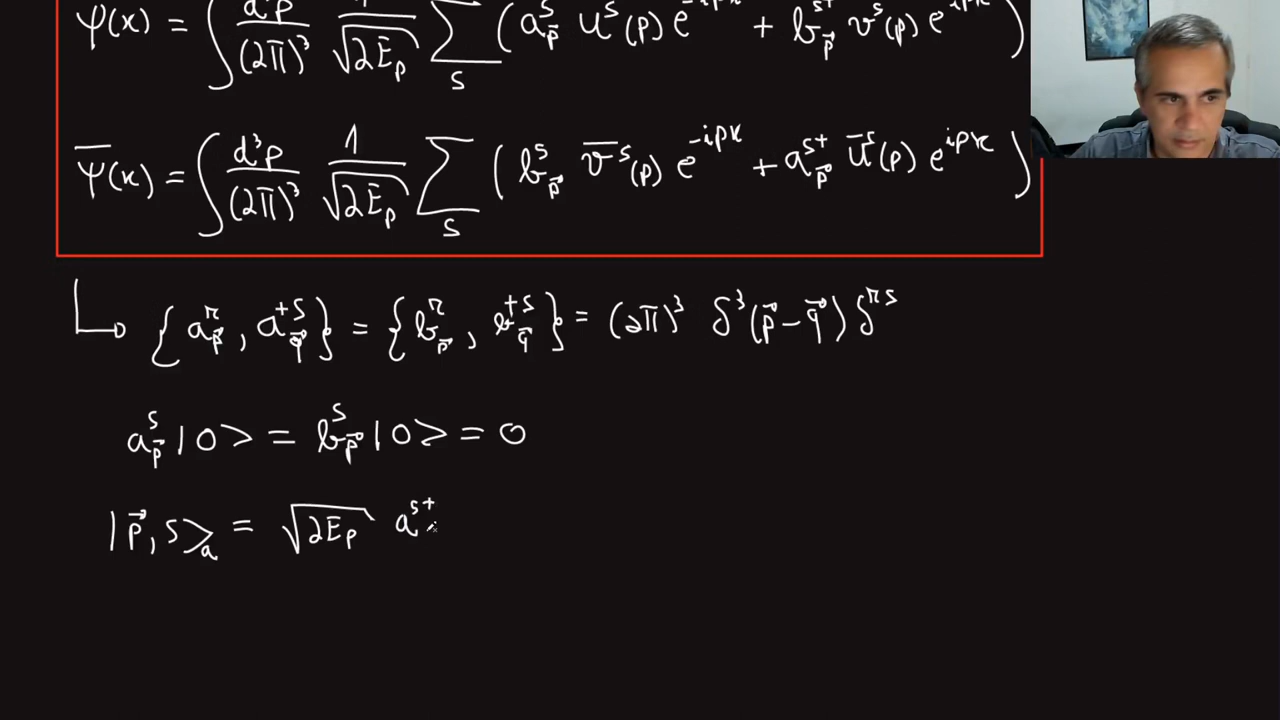 ψ(x) = ∫ d³p/(2π)³ 1/√2E_p Σ_s (a^s_p⃗ u^s(p) e^{-ipx} + b^{s+}_p⃗ v^s(p) e^{ipx})
ψ̄(x) = ∫ d³p/(2π)³ 1/√2E_p Σ_s (b^s_p⃗ v̄^s(p) e^{-ipx} + a^{s+}_p⃗ ū^s(p) e^{ipx})
{a^r_p⃗, a^{+s}_q⃗} = {b^r_p⃗, b^{+s}_q⃗} = (2π)³ δ³(p⃗ - q⃗) δ^{rs}
a^s_p⃗ |0> = b^s_p⃗ |0> = 0
|p⃗, s>_a = √2E_p a^{s+}